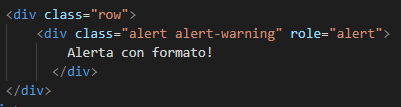 <div class="row">
<div class="alert alert-warning" role="alert">
Alerta con formato!
</div>
</div>